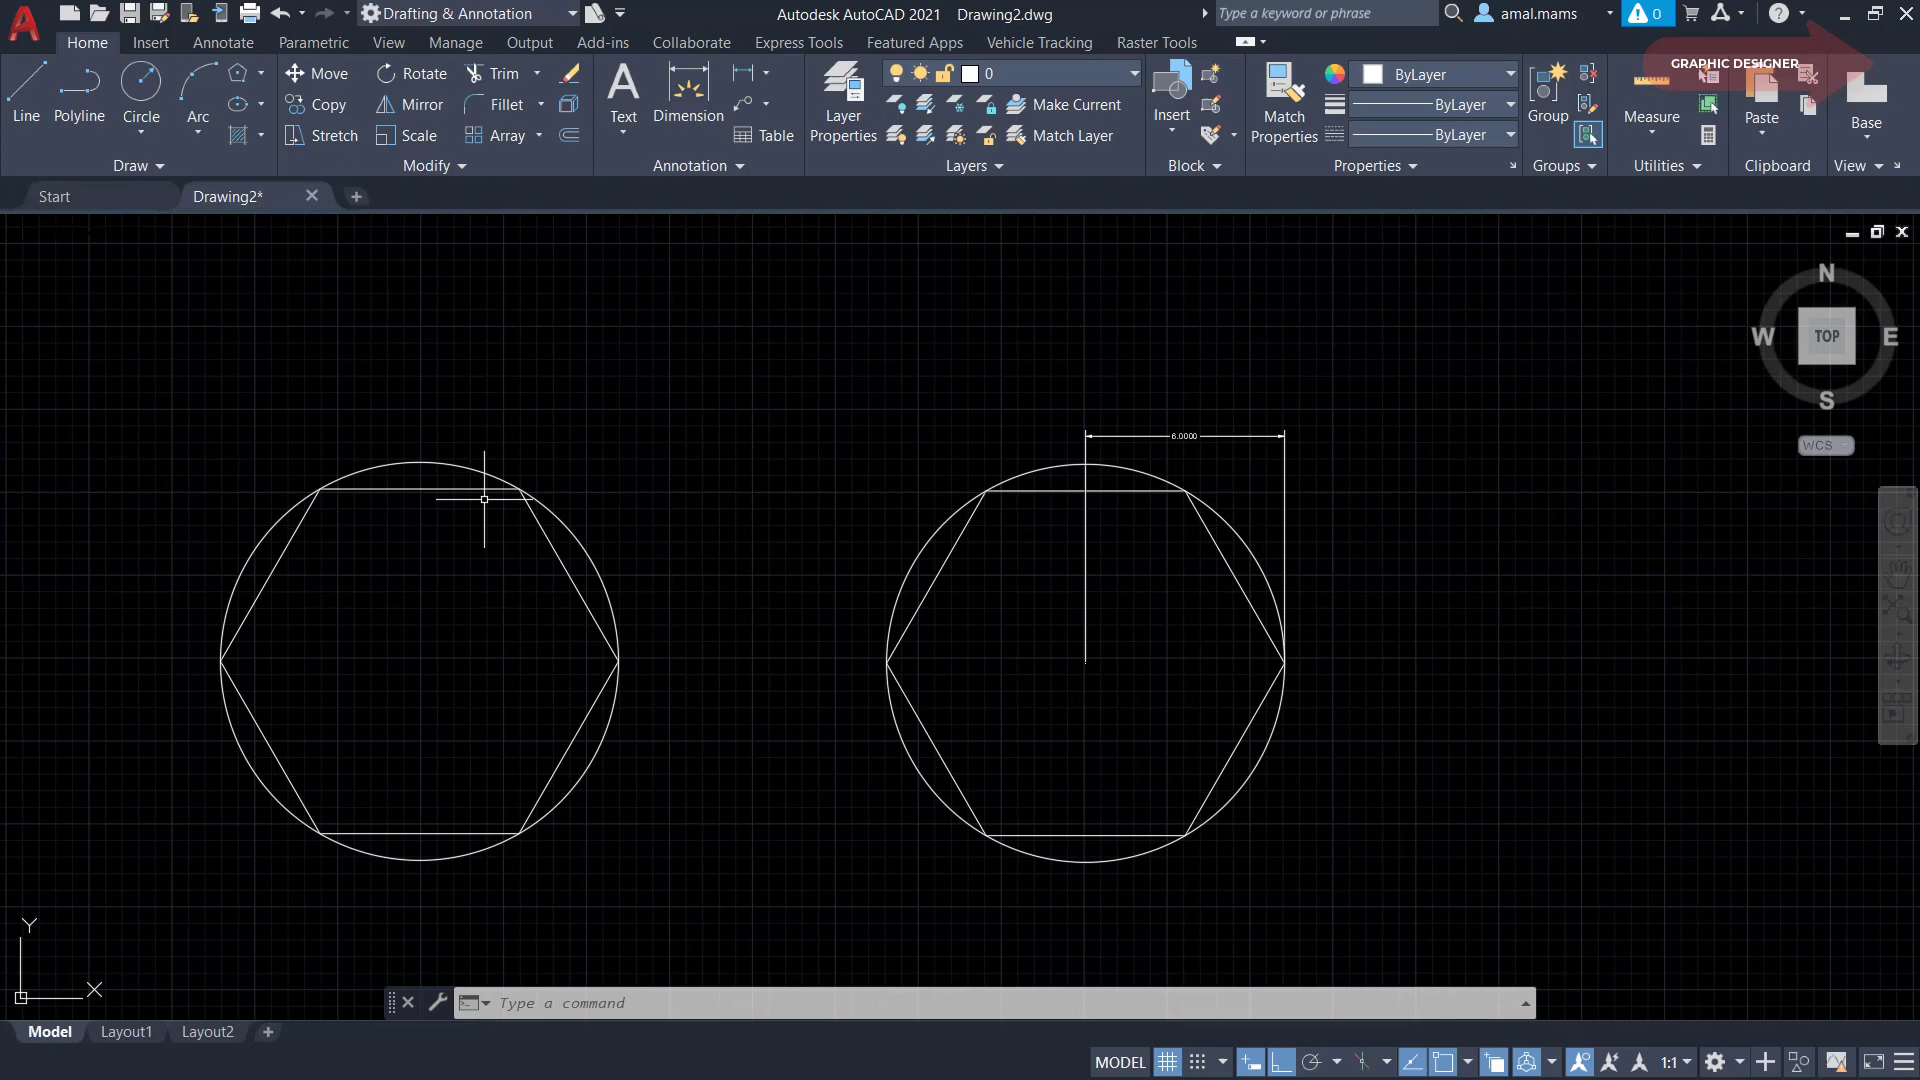 Drafting & Annotation
Autodesk AutoCAD 2021 Drawing2.dwg
Type a keyword or phrase
amal.mams
0
Home Insert Annotate Parametric View Manage Output Add-ins Collaborate Express Tools Featured Apps Vehicle Tracking Raster Tools
GRAPHIC DESIGNER
Line
Polyline
Circle
Arc
Draw
Move
Rotate
Trim
Copy
Mirror
Fillet
Stretch
Scale
Array
Modify
Text
Dimension
Table
Annotation
Layer
Properties
0
Make Current
Match Layer
Layers
Insert
Block
Match
Properties
ByLayer
ByLayer
ByLayer
Properties
Group
Groups
Measure
Utilities
Paste
Clipboard
Base
View
Start
Drawing2*
N
W
TOP
E
S
WCS
6.0000
Y
X
Type a command
Model Layout1 Layout2
MODEL
1:1